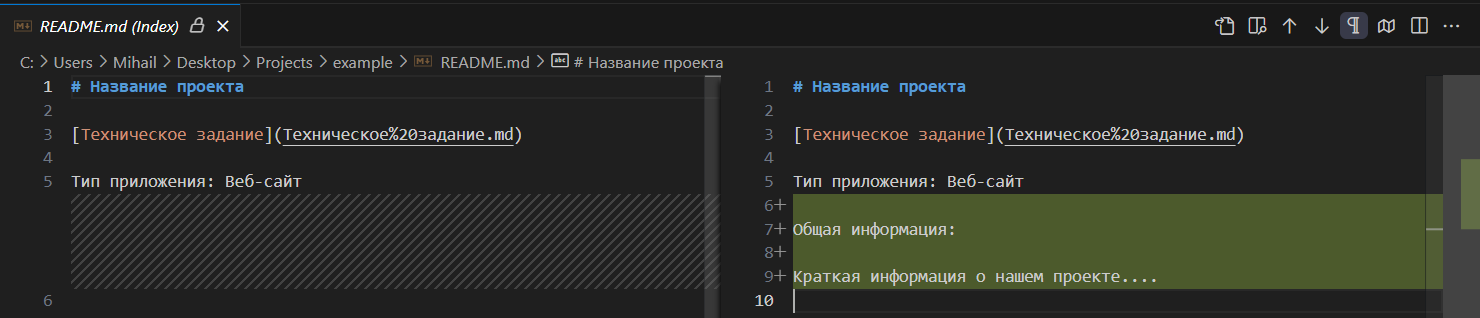 README.md (Index)
C: > Users > Mihail > Desktop > Projects > example > README.md > # Название проекта
1 # Название проекта
2
3 [Техническое задание](Техническое%20задание.md)
4
5 Тип приложения: Веб-сайт
6
1 # Название проекта
2
3 [Техническое задание](Техническое%20задание.md)
4
5 Тип приложения: Веб-сайт
6+
7+ Общая информация:
8+
9+ Краткая информация о нашем проекте....
10